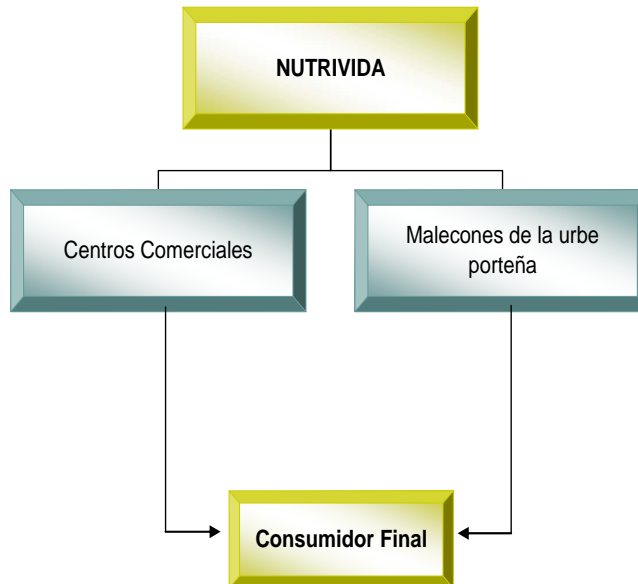 NUTRIVIDA
Centros Comerciales
Malecones de la urbe
porteña
Consumidor Final